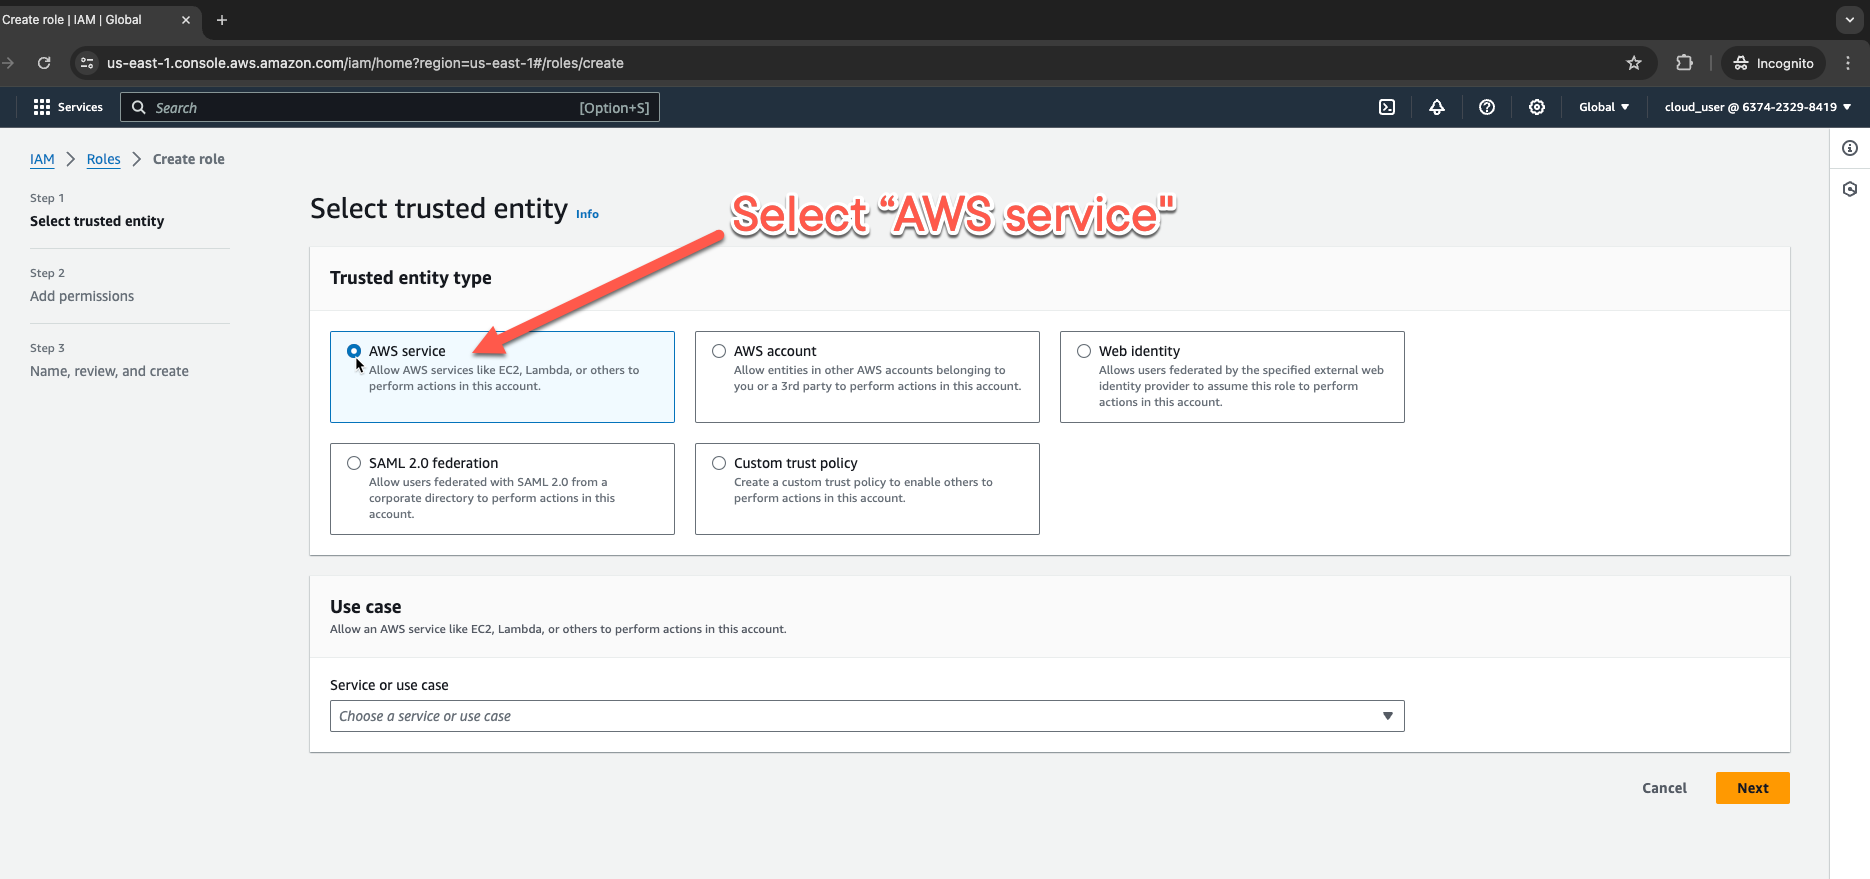 Create role | IAM | Global
us-east-1.console.aws.amazon.com/iam/home?region=us-east-1#/roles/create
Incognito
Services
Search
[Option+S]
Global
cloud_user @ 6374-2329-8419
IAM
Roles
Create role
Step 1
Select trusted entity
Step 2
Add permissions
Step 3
Name, review, and create
Select trusted entity Info
Select “AWS service"
Trusted entity type
AWS service
Allow AWS services like EC2, Lambda, or others to
perform actions in this account.
AWS account
Allow entities in other AWS accounts belonging to
you or a 3rd party to perform actions in this account.
Web identity
Allows users federated by the specified external web
identity provider to assume this role to perform
actions in this account.
SAML 2.0 federation
Allow users federated with SAML 2.0 from a
corporate directory to perform actions in this
account.
Custom trust policy
Create a custom trust policy to enable others to
perform actions in this account.
Use case
Allow an AWS service like EC2, Lambda, or others to perform actions in this account.
Service or use case
Choose a service or use case
Cancel
Next